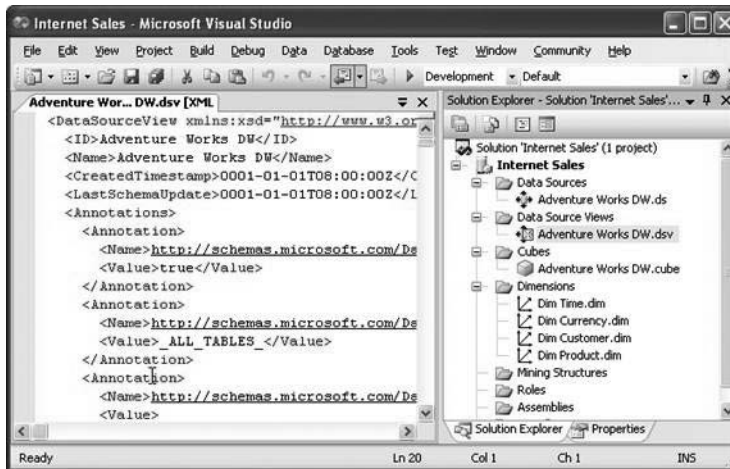 Internet Sales - Microsoft Visual Studio
File Edit View Project Build Debug Data Database Tools Test Window Community Help
Development Default
Adventure Wor... DW.dsv [XML
<DataSourceView xmlns:xsd="http://www.w3.or
<ID>Adventure Works DW</ID>
<Name>Adventure Works DW</Name>
<CreatedTimestamp>0001-01-01T08:00:00Z</C
<LastSchemaUpdate>0001-01-01T08:00:00Z</L
<Annotations>
<Annotation>
<Name>http://schemas.microsoft.com/Ds
<Value>true</Value>
</Annotation>
<Annotation>
<Name>http://schemas.microsoft.com/Ds
<Value>_ALL_TABLES_</Value>
</Annotation>
<Annotation>
<Name>http://schemas.microsoft.com/Ds
<Value>
Solution Explorer - Solution 'Internet Sales'...
Solution 'Internet Sales' (1 project)
Internet Sales
Data Sources
Adventure Works DW.ds
Data Source Views
Adventure Works DW.dsv
Cubes
Adventure Works DW.cube
Dimensions
Dim Time.dim
Dim Currency.dim
Dim Customer.dim
Dim Product.dim
Mining Structures
Roles
Assemblies
Solution Explorer Properties
Ready Ln 20 Col 1 Ch 1 INS